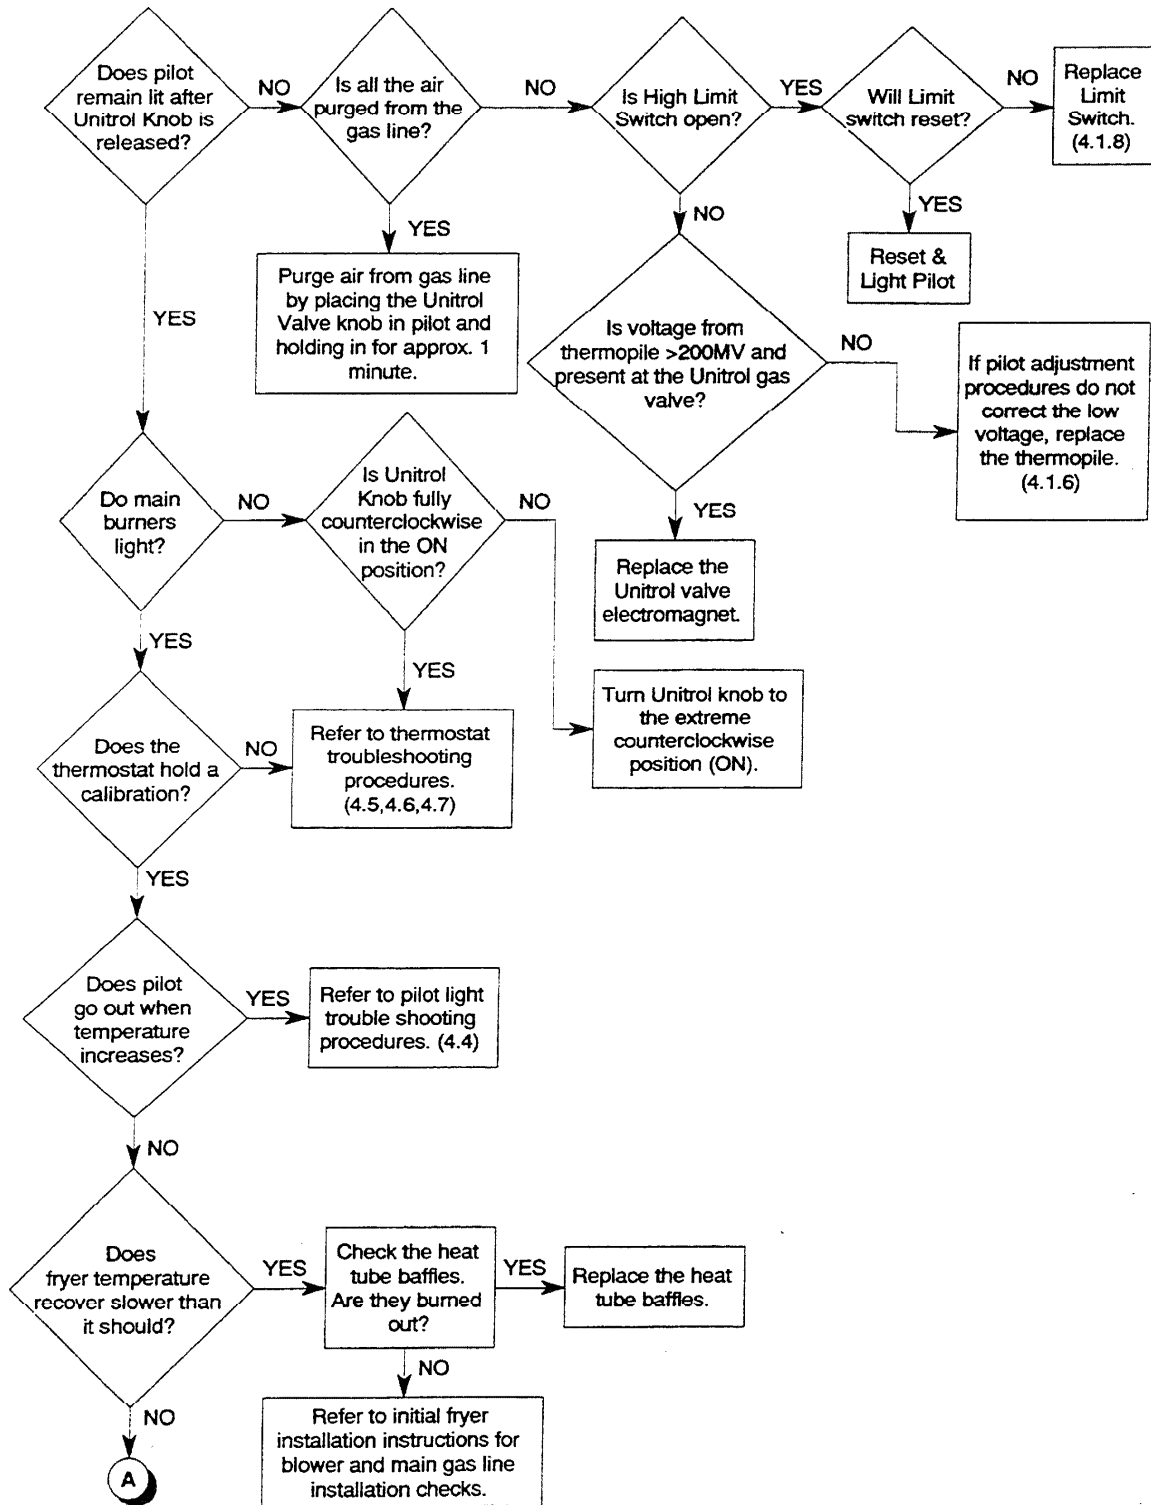 Does pilot
remain lit after
Unitrol Knob is
released?
NO
Is all the air
purged from the
gas line?
NO
Is High Limit
Switch open?
YES
Will Limit
switch reset?
NO
Replace
Limit
Switch.
(4.1.8)
YES
YES
NO
YES
Purge air from gas line
by placing the Unitrol
Valve knob in pilot and
holding in for approx. 1
minute.
Reset &
Light Pilot
Is voltage from
thermopile >200MV and
present at the Unitrol gas
valve?
NO
If pilot adjustment
procedures do not
correct the low
voltage, replace
the thermopile.
(4.1.6)
YES
Replace the
Unitrol valve
electromagnet.
Do main
burners
light?
NO
Is Unitrol
Knob fully
counterclockwise
in the ON
position?
NO
Turn Unitrol knob to
the extreme
counterclockwise
position (ON).
YES
YES
Does the
thermostat hold a
calibration?
NO
Refer to thermostat
troubleshooting
procedures.
(4.5,4.6,4.7)
YES
Does pilot
go out when
temperature
increases?
YES
Refer to pilot light
trouble shooting
procedures. (4.4)
NO
Does
fryer temperature
recover slower than
it should?
YES
Check the heat
tube baffles.
Are they burned
out?
YES
Replace the heat
tube baffles.
NO
NO
Refer to initial fryer
installation instructions for
blower and main gas line
installation checks.
A